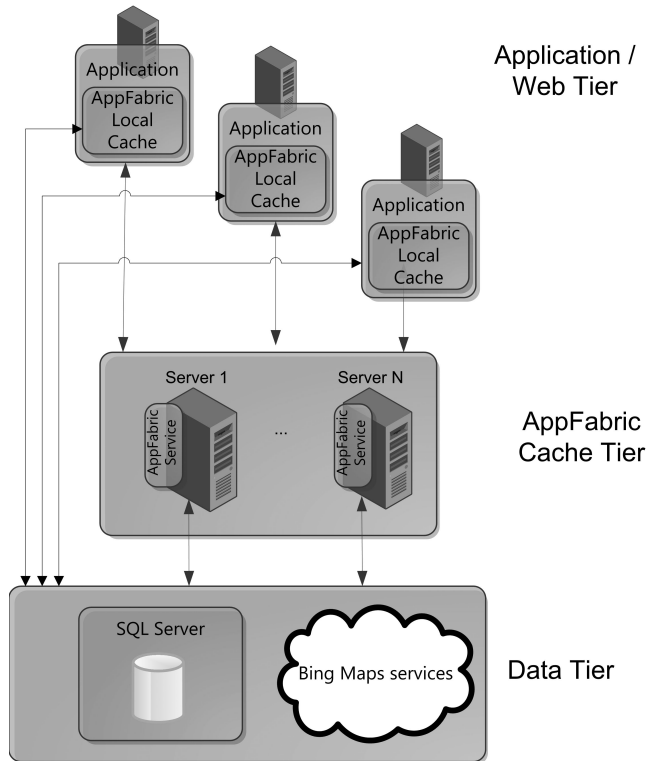 Application /
Web Tier
Application
AppFabric
Local
Cache
Application
AppFabric
Local
Cache
Application
AppFabric
Local
Cache
Server 1
Server N
AppFabric
Service
...
AppFabric
Service
AppFabric
Cache Tier
SQL Server
Bing Maps services
Data Tier